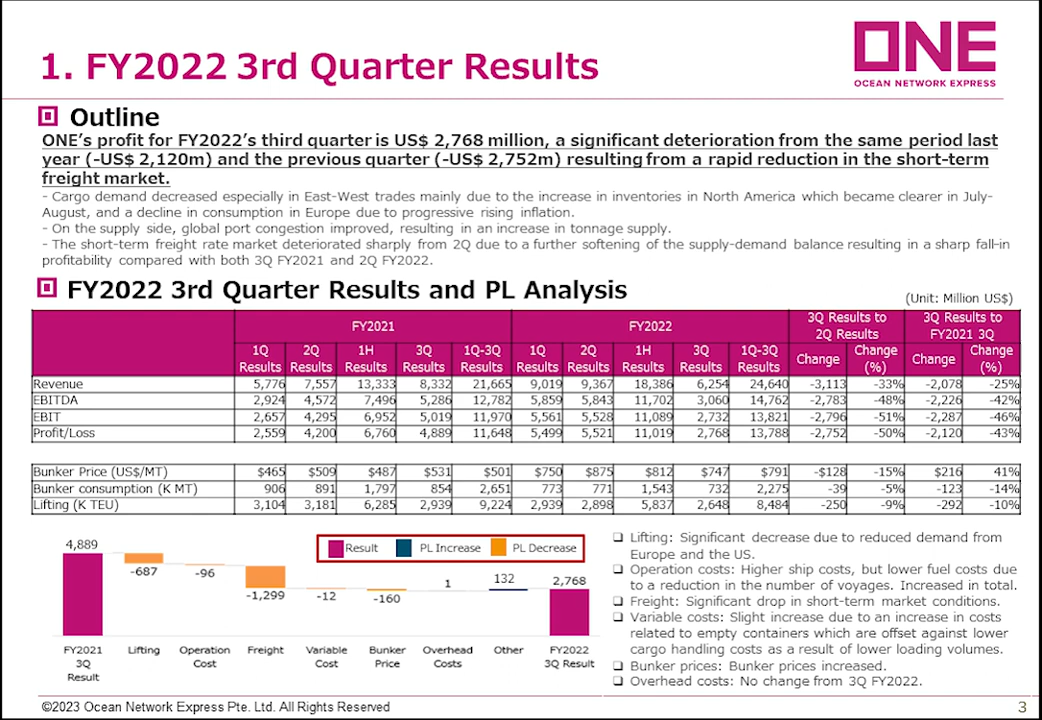 1. FY2022 3rd Quarter Results
ONE
OCEAN NETWORK EXPRESS
Outline
ONE's profit for FY2022's third quarter is US$ 2,768 million, a significant deterioration from the same period last
year (-US$ 2,120m) and the previous quarter (-US$ 2,752m) resulting from a rapid reduction in the short-term
freight market.
- Cargo demand decreased especially in East-West trades mainly due to the increase in inventories in North America which became clearer in July-
August, and a decline in consumption in Europe due to progressive rising inflation.
- On the supply side, global port congestion improved, resulting in an increase in tonnage supply.
- The short-term freight rate market deteriorated sharply from 2Q due to a further softening of the supply-demand balance resulting in a sharp fall-in
profitability compared with both 3Q FY2021 and 2Q FY2022.
FY2022 3rd Quarter Results and PL Analysis
(Unit: Million US$)
FY2021 FY2022 3Q Results to 2Q Results 3Q Results to FY2021 3Q
1Q Results 2Q Results 1H Results 3Q Results 1Q-3Q Results 1Q Results 2Q Results 1H Results 3Q Results 1Q-3Q Results Change Change (%) Change Change (%)
Revenue 5,776 7,557 13,333 8,332 21,665 9,019 9,367 18,386 6,254 24,640 -3,113 -33% -2,078 -25%
EBITDA 2,924 4,572 7,496 5,286 12,782 5,859 5,843 11,702 3,060 14,762 -2,783 -48% -2,226 -42%
EBIT 2,657 4,295 6,952 5,019 11,970 5,561 5,528 11,089 2,732 13,821 -2,796 -51% -2,287 -46%
Profit/Loss 2,559 4,200 6,760 4,889 11,648 5,499 5,521 11,019 2,768 13,788 -2,752 -50% -2,120 -43%
Bunker Price (US$/MT) $465 $509 $487 $531 $501 $750 $875 $812 $747 $791 -$128 -15% $216 41%
Bunker consumption (K MT) 906 891 1,797 854 2,651 773 771 1,543 732 2,275 -39 -5% -123 -14%
Lifting (K TEU) 3,104 3,181 6,285 2,939 9,224 2,939 2,898 5,837 2,648 8,484 -250 -9% -292 -10%
Result PL Increase PL Decrease
4,889 -687 -96 -1,299 -12 -160 1 132 2,768
FY2021 3Q Result
Lifting
Operation Cost
Freight
Variable Cost
Bunker Price
Overhead Costs
Other
FY2022 3Q Result
Lifting: Significant decrease due to reduced demand from
Europe and the US.
Operation costs: Higher ship costs, but lower fuel costs due
to a reduction in the number of voyages. Increased in total.
Freight: Significant drop in short-term market conditions.
Variable costs: Slight increase due to an increase in costs
related to empty containers which are offset against lower
cargo handling costs as a result of lower loading volumes.
Bunker prices: Bunker prices increased.
Overhead costs: No change from 3Q FY2022.
©2023 Ocean Network Express Pte. Ltd. All Rights Reserved
3